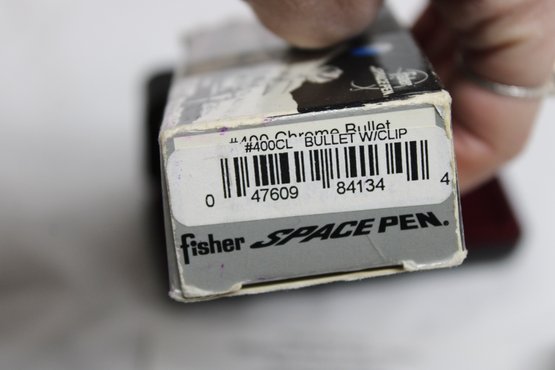 #400 Chrome Bullet
#400CL BULLET W/CLIP
0 47609 84134 4
fisher SPACE PEN.